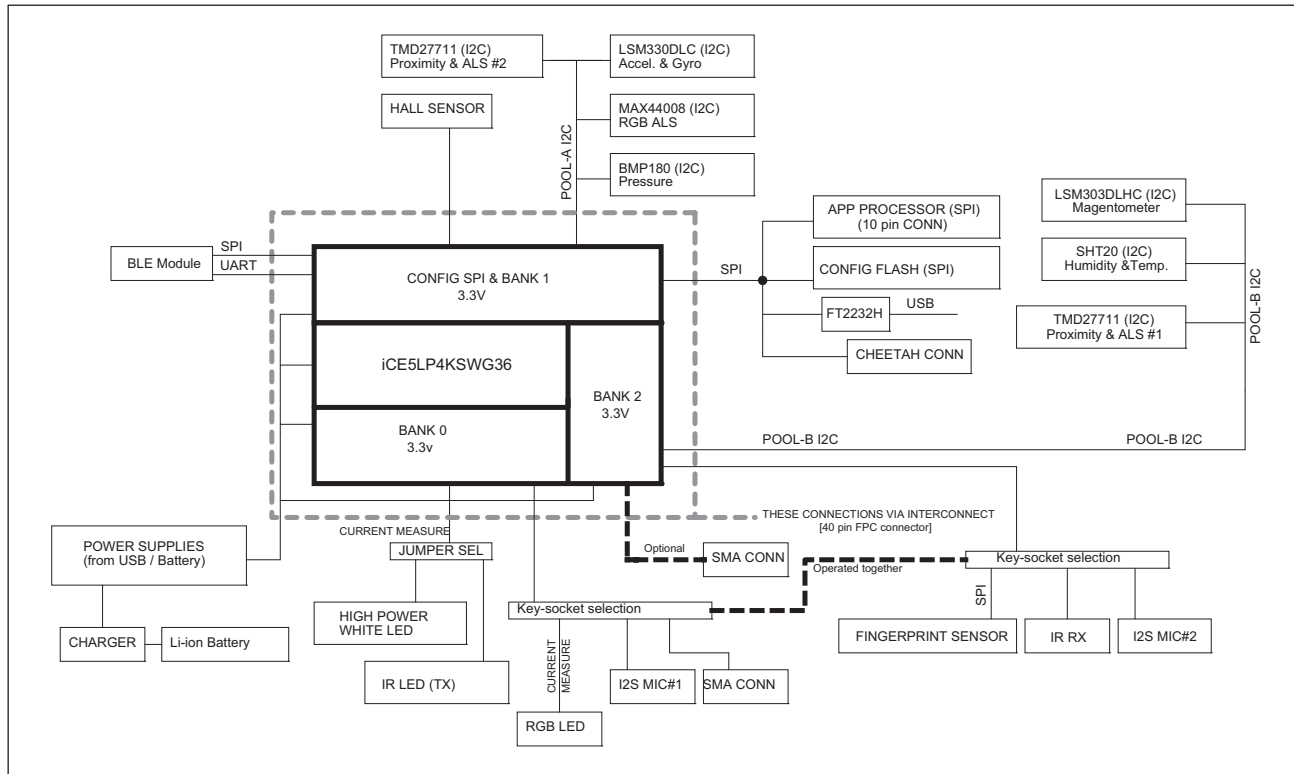 TMD27711 (I2C)
Proximity & ALS #2
LSM330DLC (I2C)
Accel. & Gyro
HALL SENSOR
MAX44008 (I2C)
RGB ALS
POOL-A I2C
BMP180 (I2C)
Pressure
APP PROCESSOR (SPI)
(10 pin CONN)
LSM303DLHC (I2C)
Magentometer
BLE Module
SPI
UART
CONFIG SPI & BANK 1
3.3V
SPI
CONFIG FLASH (SPI)
SHT20 (I2C)
Humidity &Temp.
POOL-B I2C
FT2232H
USB
TMD27711 (I2C)
Proximity & ALS #1
CHEETAH CONN
iCE5LP4KSWG36
BANK 2
3.3V
BANK 0
3.3v
POOL-B I2C
POOL-B I2C
THESE CONNECTIONS VIA INTERCONNECT
[40 pin FPC connector]
CURRENT MEASURE
POWER SUPPLIES
(from USB / Battery)
JUMPER SEL
Optional
SMA CONN
Operated together
Key-socket selection
HIGH POWER
WHITE LED
Key-socket selection
SPI
CHARGER
Li-ion Battery
FINGERPRINT SENSOR
IR RX
I2S MIC#2
IR LED (TX)
CURRENT
MEASURE
I2S MIC#1
SMA CONN
RGB LED